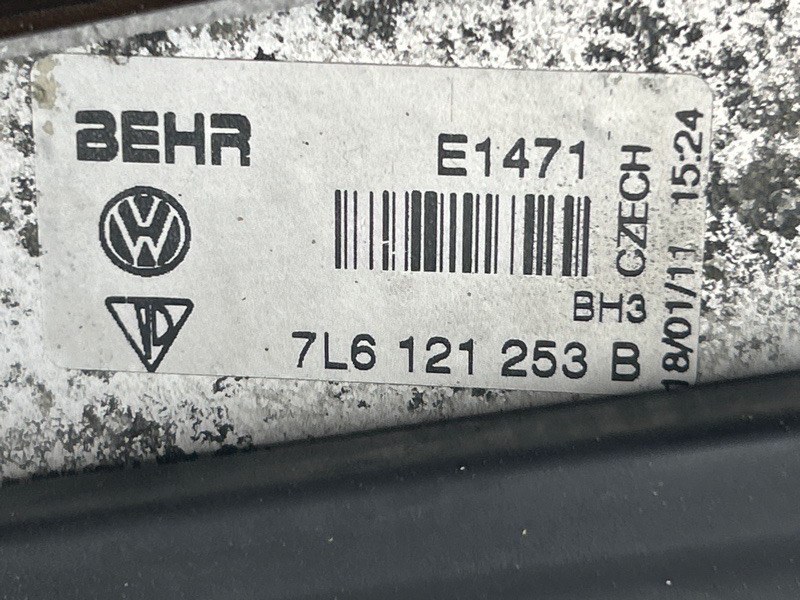 BEHR
E1471
BH3
7L6 121 253 B
CZECH
18/01/11 15:24